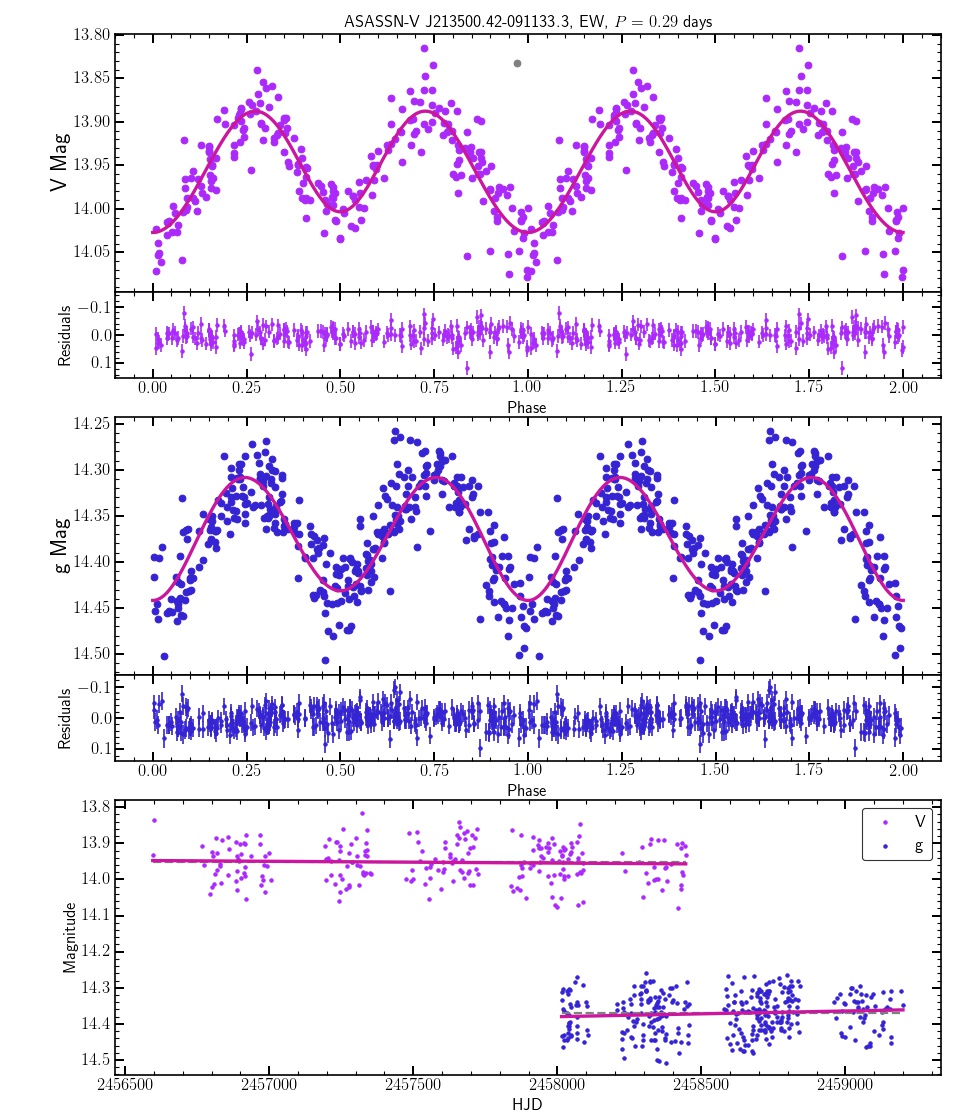 ASASSN-V J213500.42-091133.3, EW, P = 0.29 days
13.80
13.85
13.90
13.95
14.00
14.05
V Mag
−0.1
0.0
0.1
Residuals
0.00 0.25 0.50 0.75 1.00 1.25 1.50 1.75 2.00
Phase
14.25
14.30
14.35
14.40
14.45
14.50
g Mag
−0.1
0.0
0.1
Residuals
0.00 0.25 0.50 0.75 1.00 1.25 1.50 1.75 2.00
Phase
13.8
13.9
14.0
14.1
14.2
14.3
14.4
14.5
Magnitude
V
g
2456500 2457000 2457500 2458000 2458500 2459000
HJD